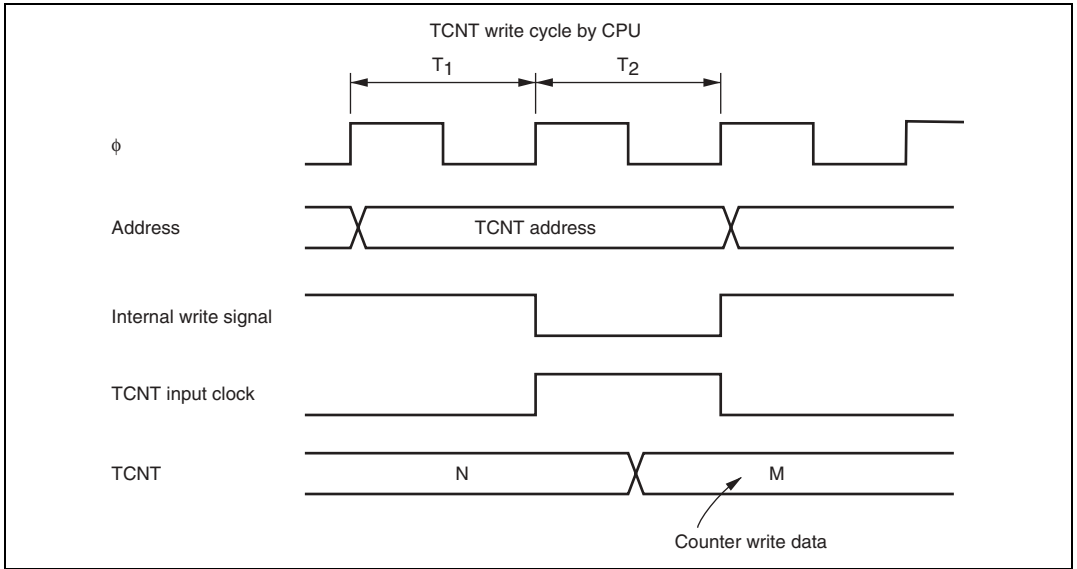 TCNT write cycle by CPU
T1 T2
ϕ
Address TCNT address
Internal write signal
TCNT input clock
TCNT N M
Counter write data